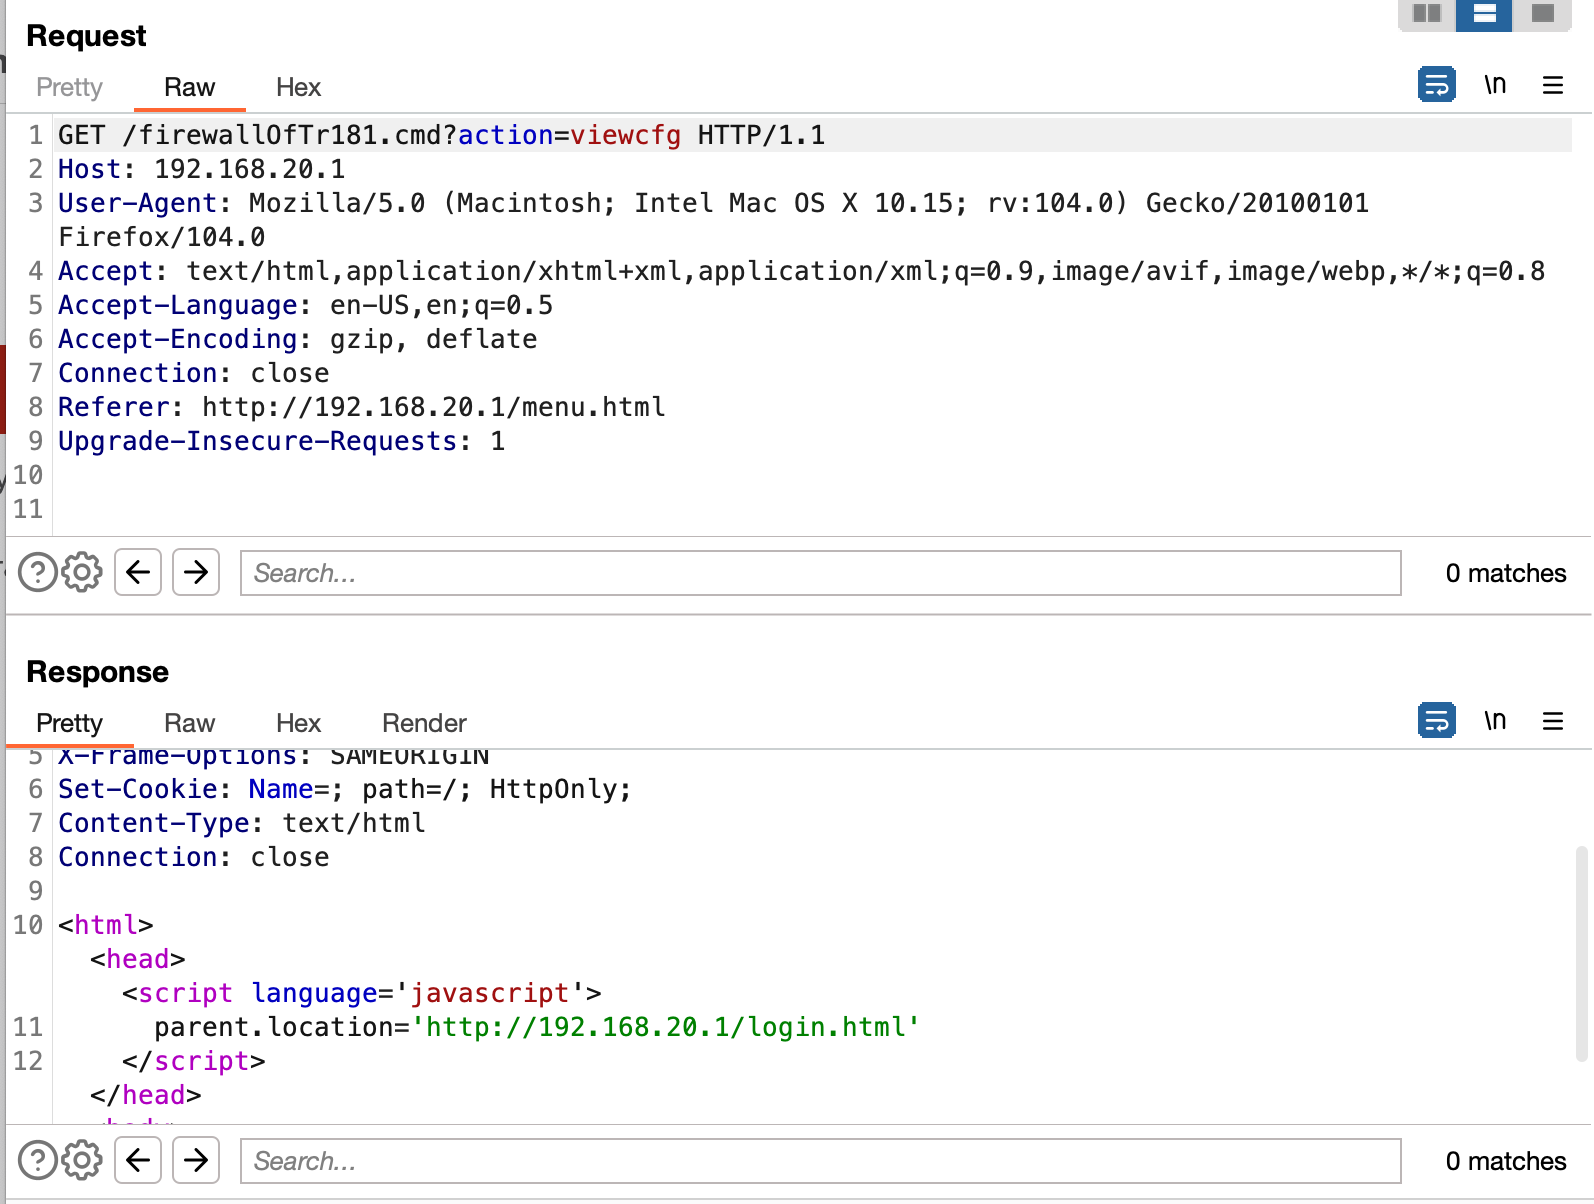 Request
Pretty Raw Hex \n
1 GET /firewallOfTr181.cmd?action=viewcfg HTTP/1.1
2 Host: 192.168.20.1
3 User-Agent: Mozilla/5.0 (Macintosh; Intel Mac OS X 10.15; rv:104.0) Gecko/20100101
Firefox/104.0
4 Accept: text/html,application/xhtml+xml,application/xml;q=0.9,image/avif,image/webp,*/*;q=0.8
5 Accept-Language: en-US,en;q=0.5
6 Accept-Encoding: gzip, deflate
7 Connection: close
8 Referer: http://192.168.20.1/menu.html
9 Upgrade-Insecure-Requests: 1
10
11
? Search... 0 matches
Response
Pretty Raw Hex Render \n
5 X-Frame-Options: SAMEORIGIN
6 Set-Cookie: Name=; path=/; HttpOnly;
7 Content-Type: text/html
8 Connection: close
9
10 <html>
<head>
<script language='javascript'>
11 parent.location='http://192.168.20.1/login.html'
12 </script>
</head>
? Search... 0 matches